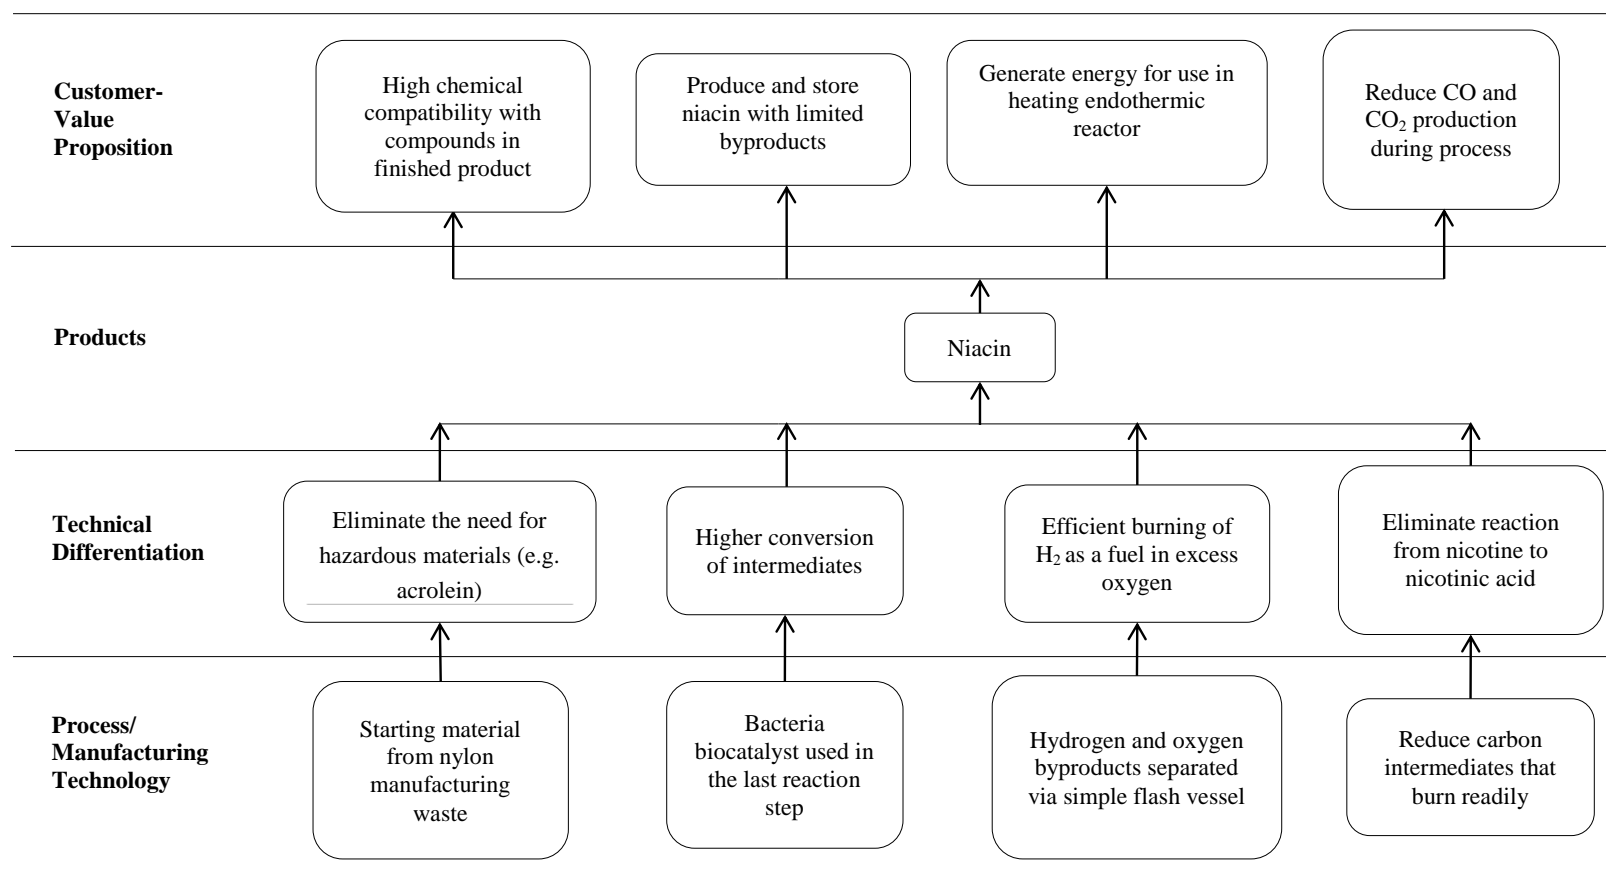 Customer-
Value
Proposition
High chemical
compatibility with
compounds in
finished product
Produce and store
niacin with limited
byproducts
Generate energy for use in
heating endothermic
reactor
Reduce CO and
CO₂ production
during process
Products
Niacin
Technical
Differentiation
Eliminate the need for
hazardous materials (e.g.
acrolein)
Higher conversion
of intermediates
Efficient burning of
H₂ as a fuel in excess
oxygen
Eliminate reaction
from nicotine to
nicotinic acid
Process/
Manufacturing
Technology
Starting material
from nylon
manufacturing
waste
Bacteria
biocatalyst used in
the last reaction
step
Hydrogen and oxygen
byproducts separated
via simple flash vessel
Reduce carbon
intermediates that
burn readily